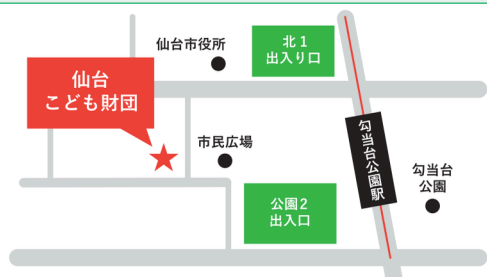 仙台市役所
北1
出入り口
仙台
こども財団
市民広場
勾当台公園駅
勾当台
公園
公園2
出入口